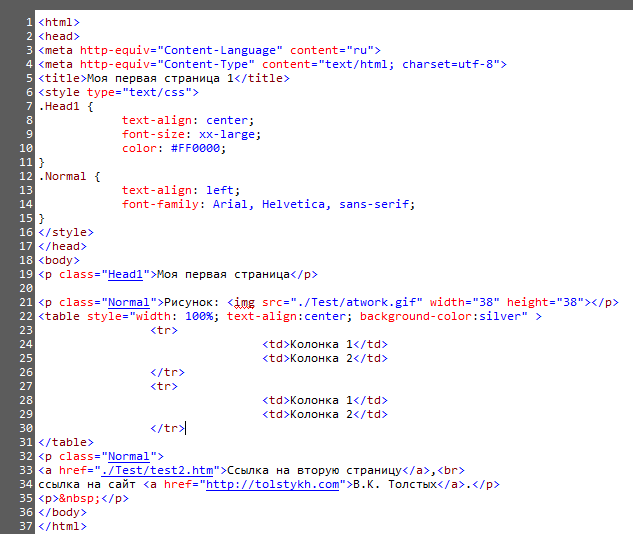 1 <html>
2 <head>
3 <meta http-equiv="Content-Language" content="ru">
4 <meta http-equiv="Content-Type" content="text/html; charset=utf-8">
5 <title>Моя первая страница 1</title>
6 <style type="text/css">
7 .Head1 {
8 text-align: center;
9 font-size: xx-large;
10 color: #FF0000;
11 }
12 .Normal {
13 text-align: left;
14 font-family: Arial, Helvetica, sans-serif;
15 }
16 </style>
17 </head>
18 <body>
19 <p class="Head1">Моя первая страница</p>
20
21 <p class="Normal">Рисунок: <img src="./Test/atwork.gif" width="38" height="38"></p>
22 <table style="width: 100%; text-align:center; background-color:silver" >
23 <tr>
24 <td>Колонка 1</td>
25 <td>Колонка 2</td>
26 </tr>
27 <tr>
28 <td>Колонка 1</td>
29 <td>Колонка 2</td>
30 </tr>
31 </table>
32 <p class="Normal">
33 <a href="./Test/test2.htm">Ссылка на вторую страницу</a>,<br>
34 ссылка на сайт <a href="http://tolstykh.com">В.К. Толстых</a>.</p>
35 <p>&nbsp;</p>
36 </body>
37 </html>